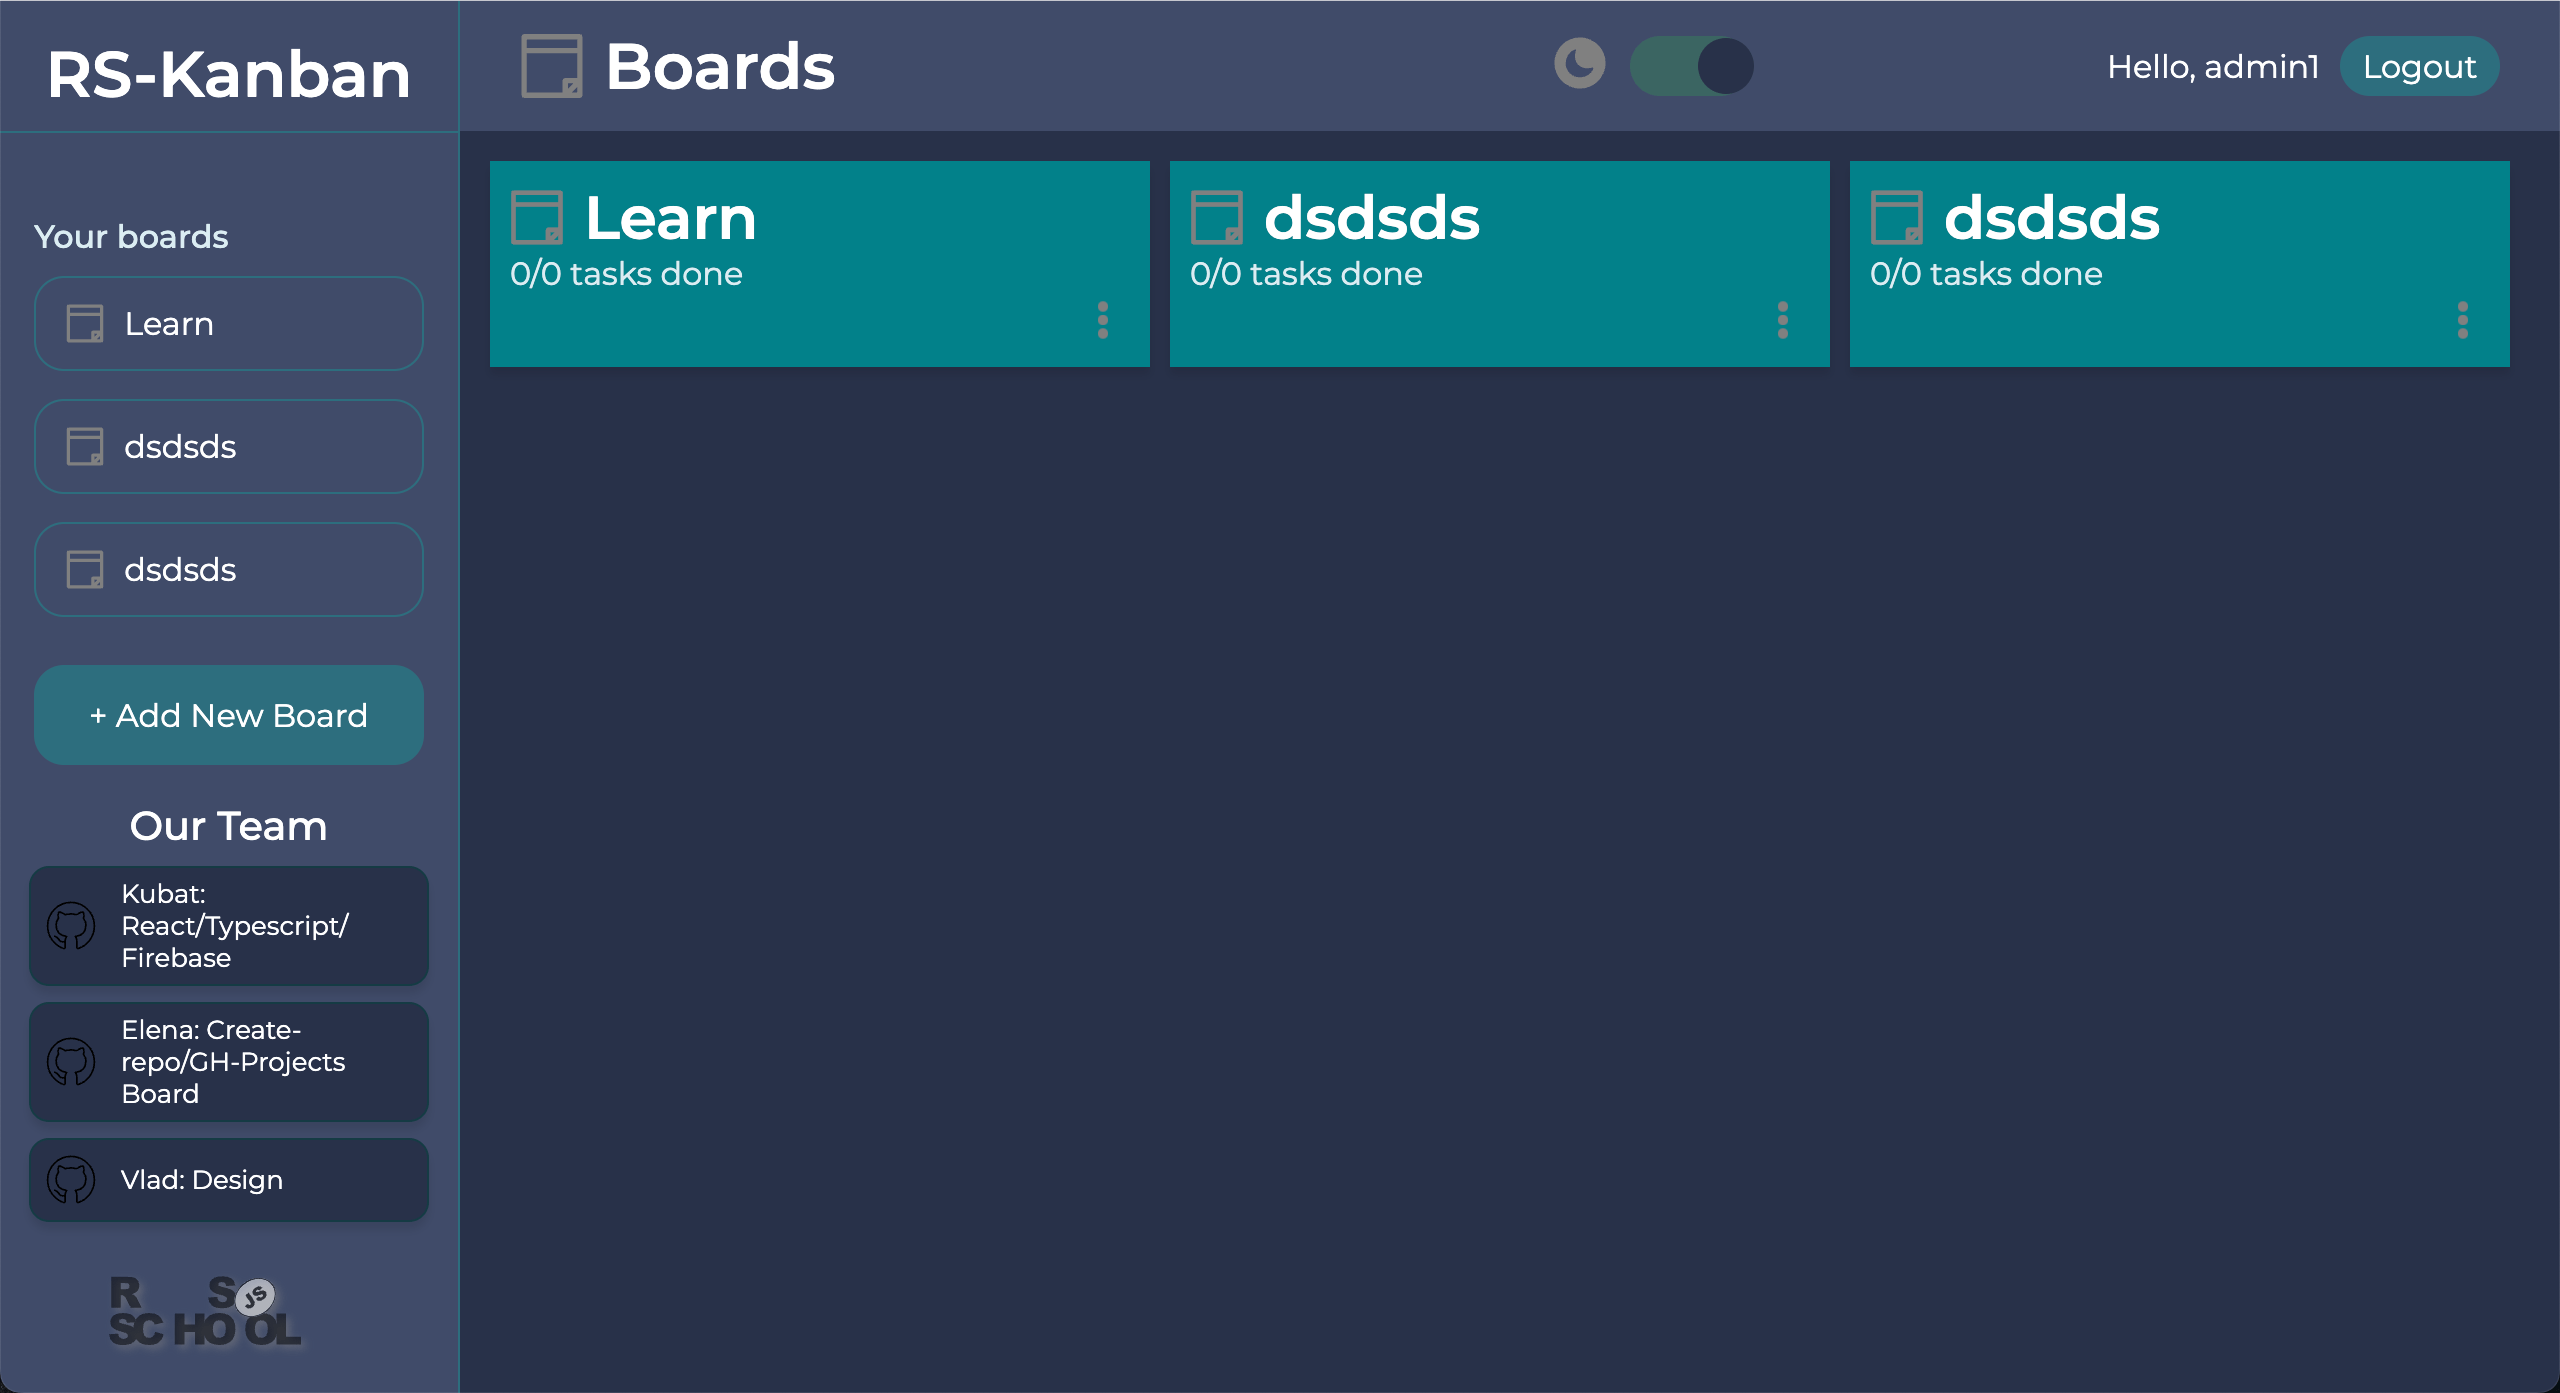 RS-Kanban
Boards
Hello, admin1
Logout
Your boards
Learn
dsdsds
dsdsds
+ Add New Board
Our Team
Kubat:
React/Typescript/
Firebase
Elena: Create-
repo/GH-Projects
Board
Vlad: Design
R S JS
SCHOOL
Learn
0/0 tasks done
dsdsds
0/0 tasks done
dsdsds
0/0 tasks done